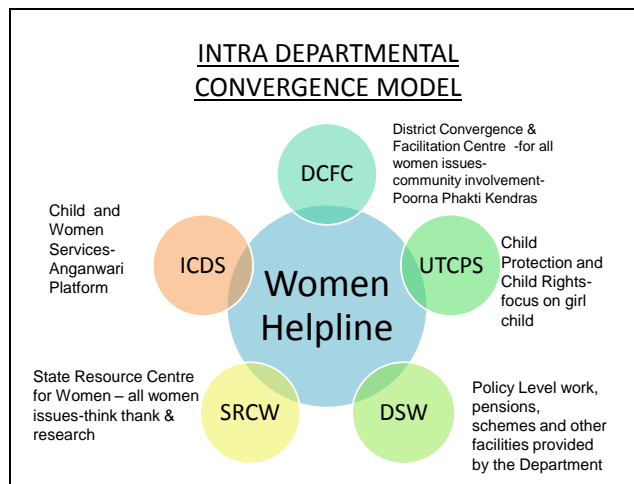 INTRA DEPARTMENTAL
CONVERGENCE MODEL
DCFC
District Convergence &
Facilitation Centre -for all
women issues-
community involvement-
Poorna Phakti Kendras
Child and
Women
Services-
Anganwari
Platform
ICDS
UTCPS
Child
Protection and
Child Rights-
focus on girl
child
Women
Helpline
State Resource Centre
for Women – all women
issues-think thank &
research
SRCW
DSW
Policy Level work,
pensions,
schemes and other
facilities provided
by the Department